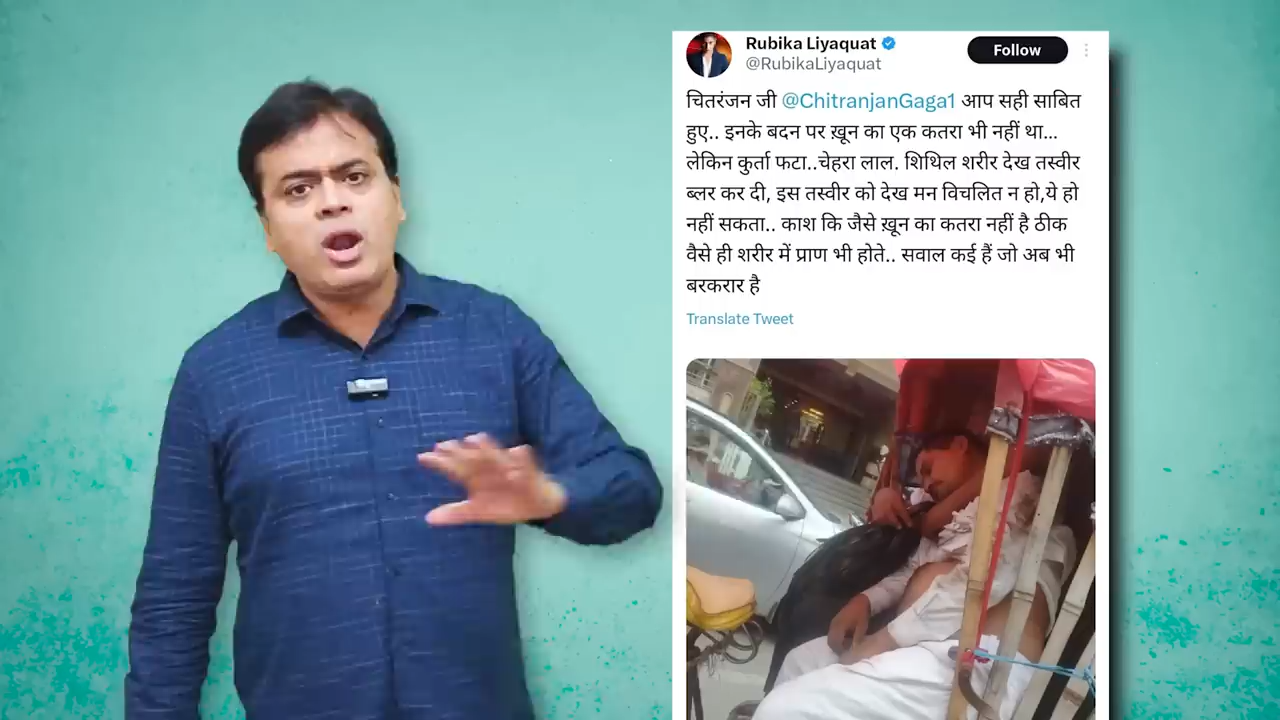 Rubika Liyaquat
@RubikaLiyaquat
Follow
चितरंजन जी @ChitranjanGaga1 आप सही साबित
हुए.. इनके बदन पर ख़ून का एक कतरा भी नहीं था...
लेकिन कुर्ता फटा..चेहरा लाल. शिथिल शरीर देख तस्वीर
ब्लर कर दी, इस तस्वीर को देख मन विचलित न हो,ये हो
नहीं सकता.. काश कि जैसे ख़ून का कतरा नहीं है ठीक
वैसे ही शरीर में प्राण भी होते.. सवाल कई हैं जो अब भी
बरकरार है
Translate Tweet